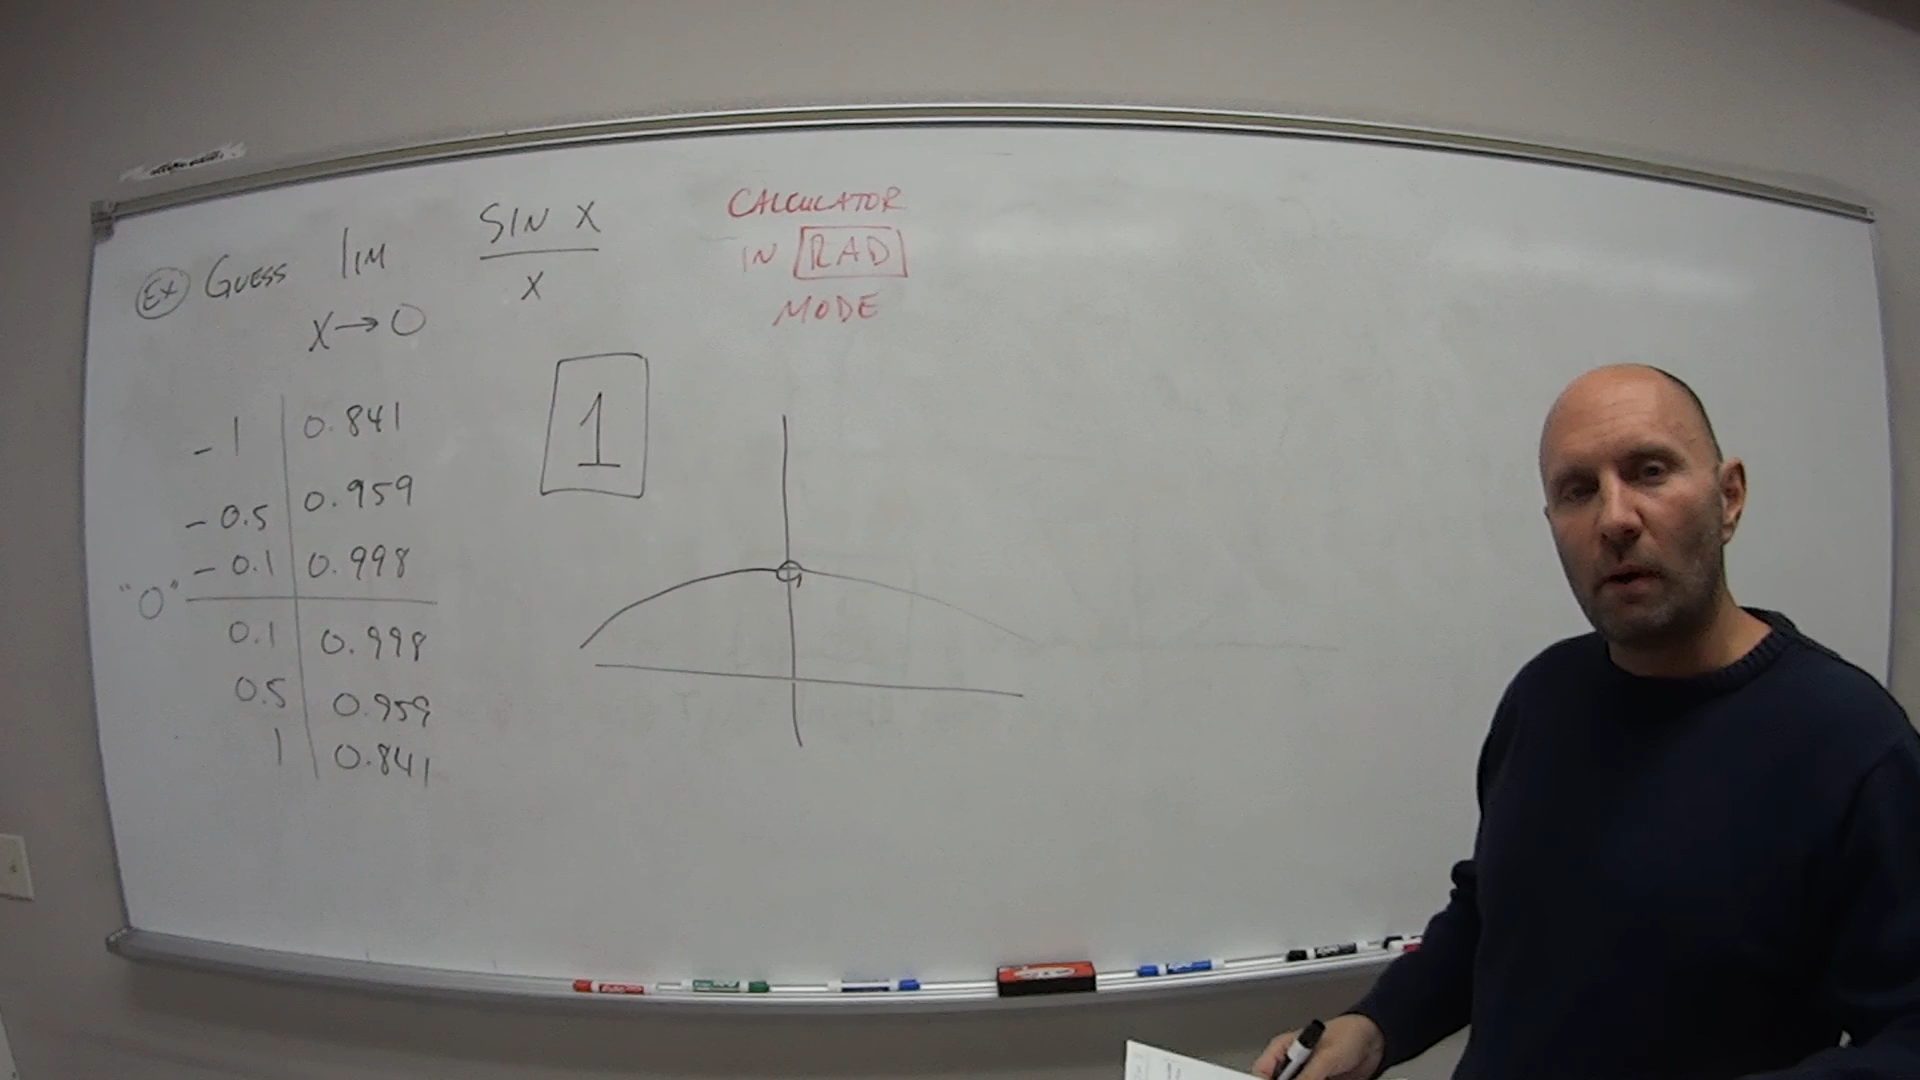 Ex GUESS lim SIN X
X
X→0
CALCULATOR
IN RAD
MODE
-1 0.841
-0.5 0.959
-0.1 0.998
"0"
0.1 0.998
0.5 0.959
1 0.841
1